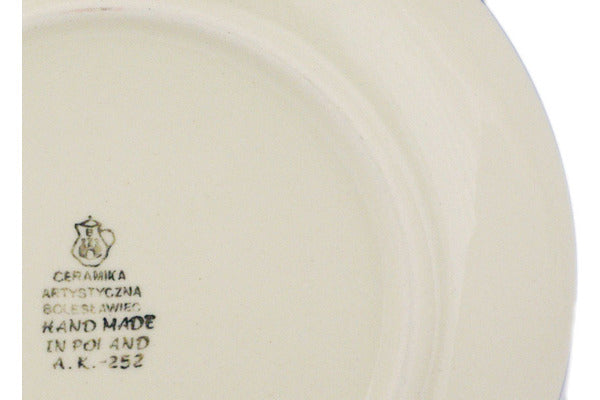 CERAMIKA
ARTYSTYCZNA
BOLESŁAWIEC
HAND MADE
IN POLAND
A.K.-252